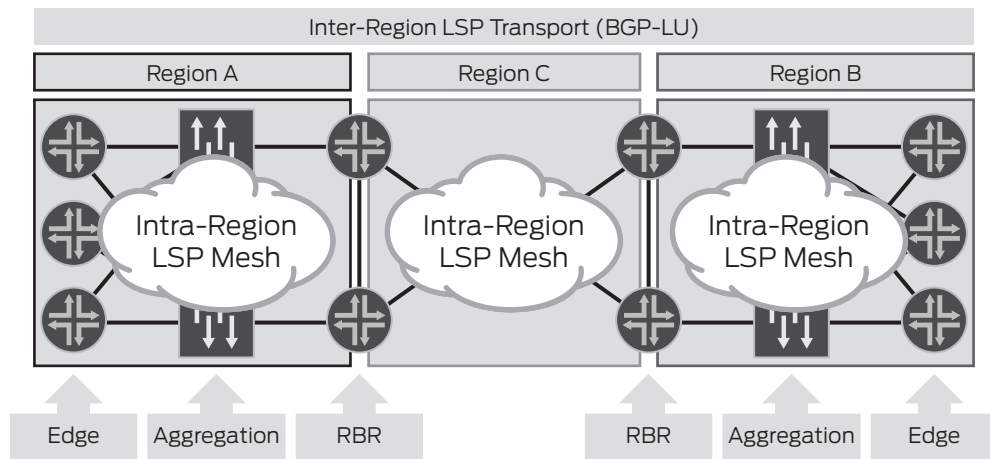 Inter-Region LSP Transport (BGP-LU)
Region A
Region C
Region B
Intra-Region
LSP Mesh
Intra-Region
LSP Mesh
Intra-Region
LSP Mesh
Edge
Aggregation
RBR
RBR
Aggregation
Edge